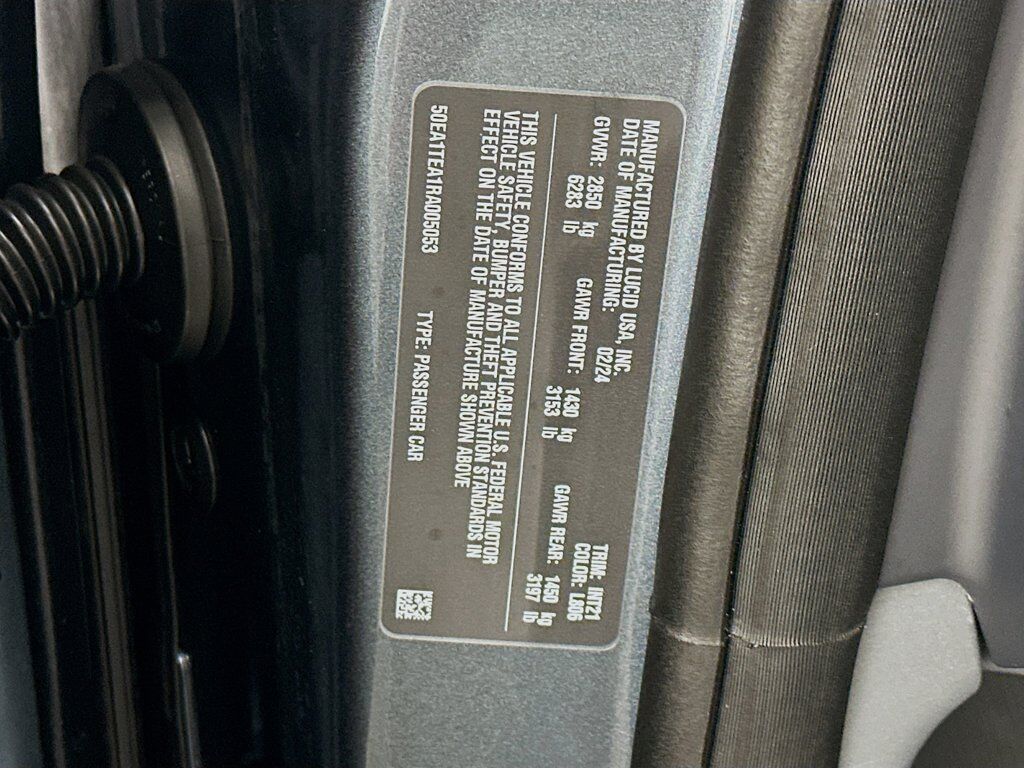 MANUFACTURED BY LUCID USA, INC.
DATE OF MANUFACTURING: 02/24 TRIM: INT21
COLOR: L606
GVWR: 2850 kg GAWR FRONT: 1430 kg GAWR REAR: 1450 kg
6283 lb 3153 lb 3197 lb
THIS VEHICLE CONFORMS TO ALL APPLICABLE U.S. FEDERAL MOTOR
VEHICLE SAFETY, BUMPER AND THEFT PREVENTION STANDARDS IN
EFFECT ON THE DATE OF MANUFACTURE SHOWN ABOVE
50EA1TEA1RA005053 TYPE: PASSENGER CAR